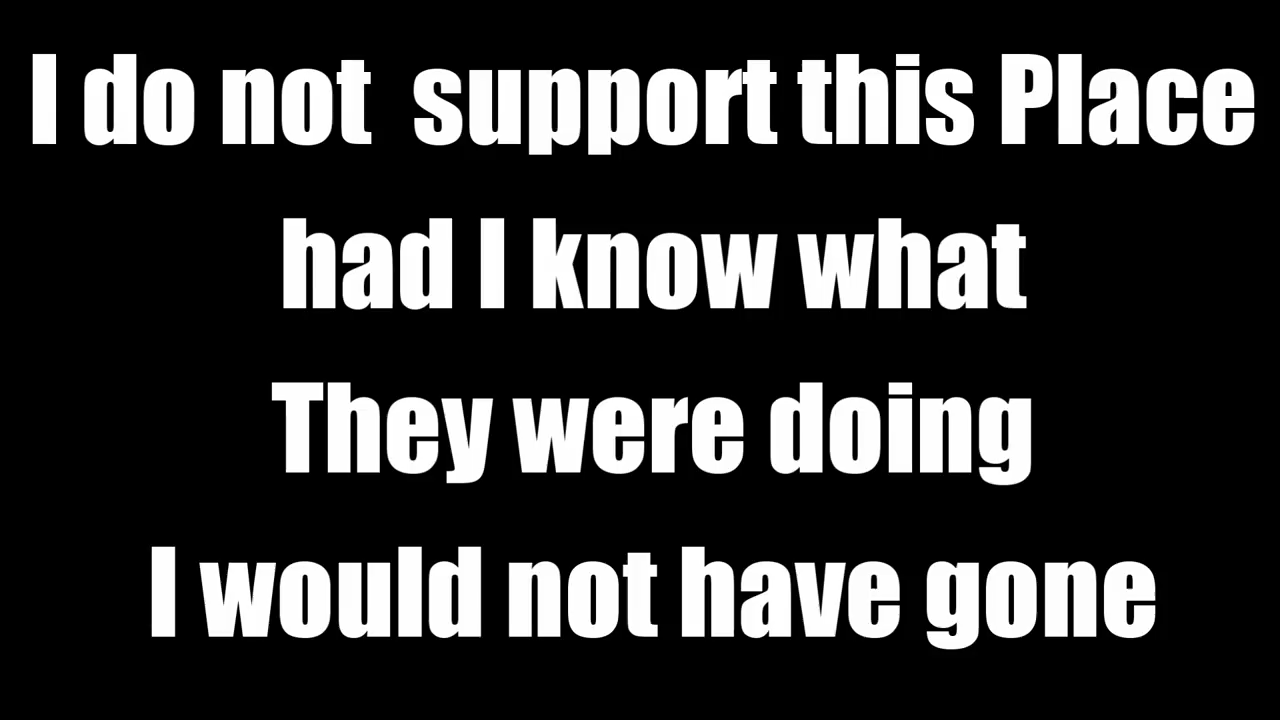 I do not  support this Place
had I know what
They were doing
I would not have gone